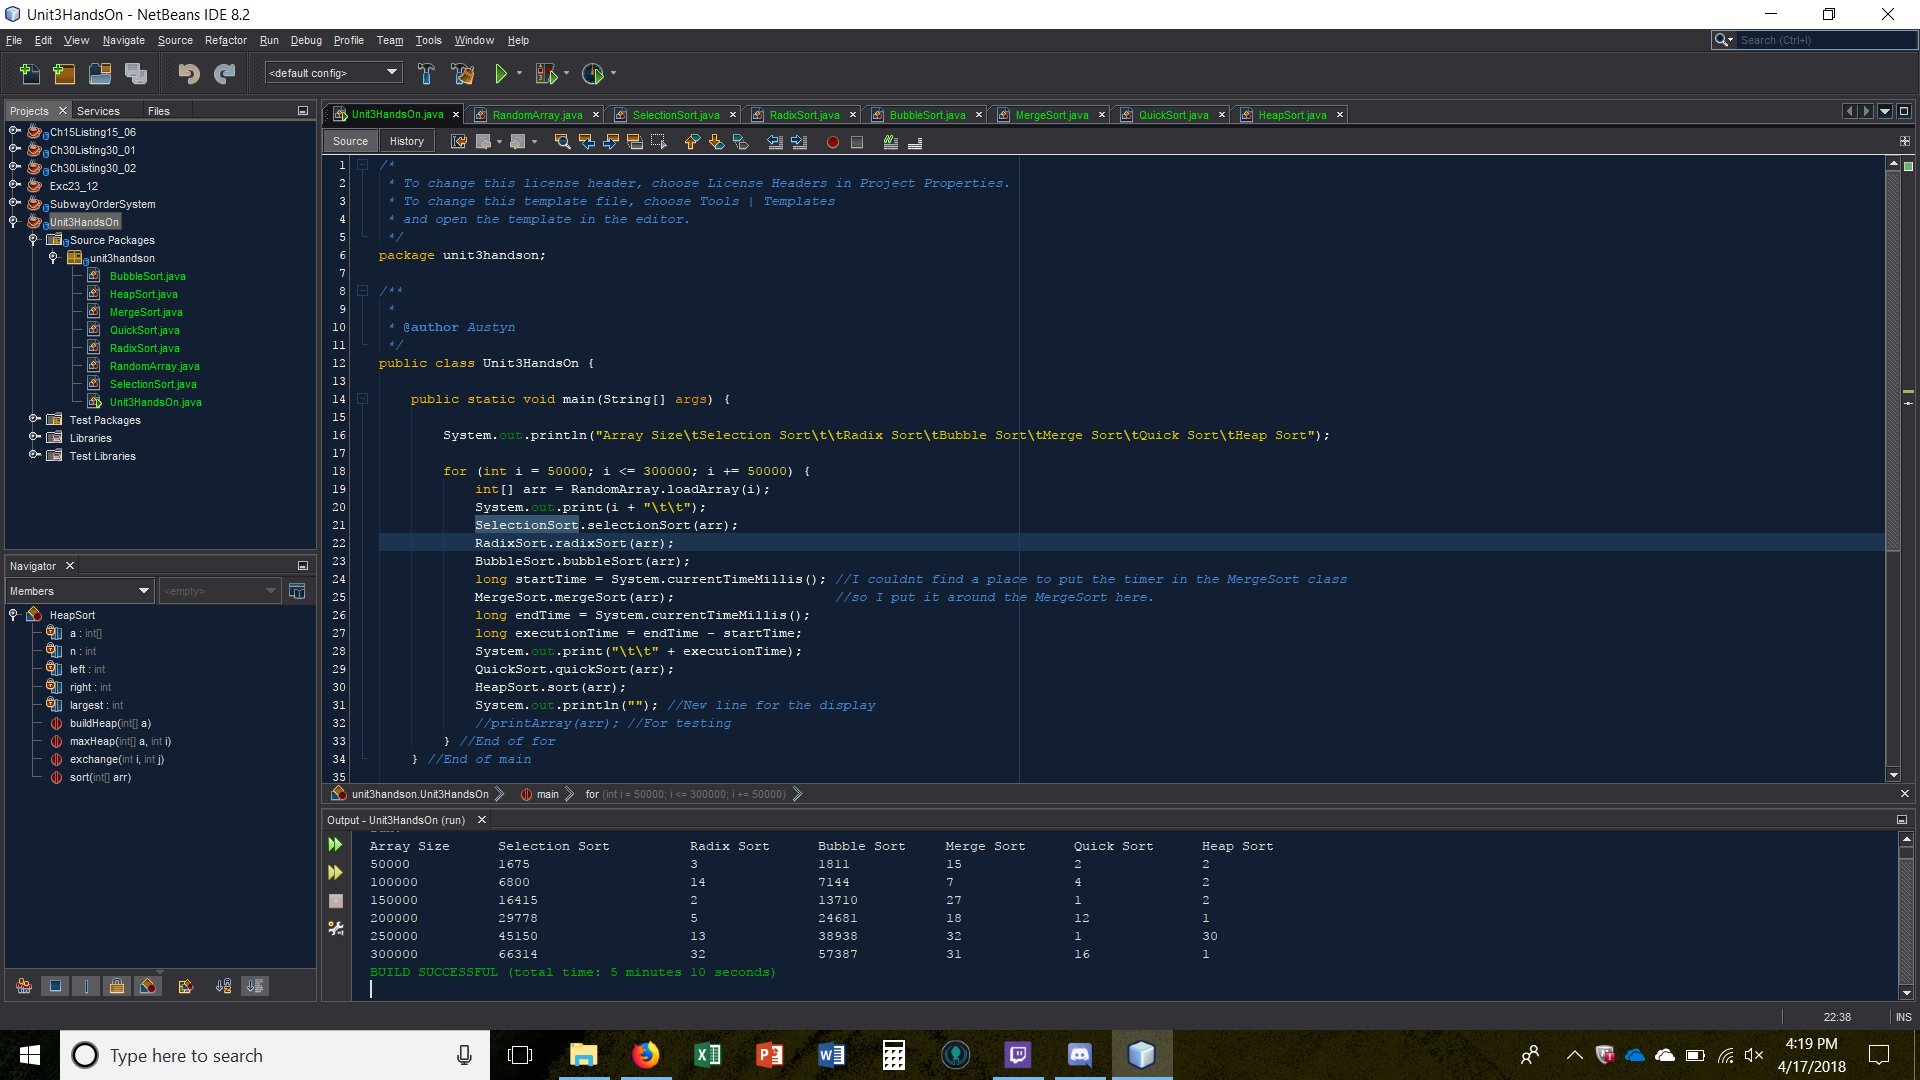 Unit3HandsOn - NetBeans IDE 8.2
File Edit View Navigate Source Refactor Run Debug Profile Team Tools Window Help
Search (Ctrl+I)
<default config>
Projects Services Files
Ch15Listing15_06
Ch30Listing30_01
Ch30Listing30_02
Exc23_12
SubwayOrderSystem
Unit3HandsOn
Source Packages
unit3handson
BubbleSort.java
HeapSort.java
MergeSort.java
QuickSort.java
RadixSort.java
RandomArray.java
SelectionSort.java
Unit3HandsOn.java
Test Packages
Libraries
Test Libraries
Navigator
Members <empty>
HeapSort
a : int[]
n : int
left : int
right : int
largest : int
buildHeap(int[] a)
maxHeap(int[] a, int i)
exchange(int i, int j)
sort(int[] arr)
Unit3HandsOn.java RandomArray.java SelectionSort.java RadixSort.java BubbleSort.java MergeSort.java QuickSort.java HeapSort.java
Source History
1 /*
2 * To change this license header, choose License Headers in Project Properties.
3 * To change this template file, choose Tools | Templates
4 * and open the template in the editor.
5 */
6 package unit3handson;
7
8 /**
9 *
10 * @author Austyn
11 */
12 public class Unit3HandsOn {
13
14 public static void main(String[] args) {
15
16 System.out.println("Array Size\tSelection Sort\t\tRadix Sort\tBubble Sort\tMerge Sort\tQuick Sort\tHeap Sort");
17
18 for (int i = 50000; i <= 300000; i += 50000) {
19 int[] arr = RandomArray.loadArray(i);
20 System.out.print(i + "\t\t");
21 SelectionSort.selectionSort(arr);
22 RadixSort.radixSort(arr);
23 BubbleSort.bubbleSort(arr);
24 long startTime = System.currentTimeMillis(); //I couldnt find a place to put the timer in the MergeSort class
25 MergeSort.mergeSort(arr); //so I put it around the MergeSort here.
26 long endTime = System.currentTimeMillis();
27 long executionTime = endTime - startTime;
28 System.out.print("\t\t" + executionTime);
29 QuickSort.quickSort(arr);
30 HeapSort.sort(arr);
31 System.out.println(""); //New line for the display
32 //printArray(arr); //For testing
33 } //End of for
34 } //End of main
35
unit3handson.Unit3HandsOn main for (int i = 50000; i <= 300000; i += 50000)
Output - Unit3HandsOn (run)
Array Size Selection Sort Radix Sort Bubble Sort Merge Sort Quick Sort Heap Sort
50000 1675 3 1811 15 2 2
100000 6800 14 7144 7 4 2
150000 16415 2 13710 27 1 2
200000 29778 5 24681 18 12 1
250000 45150 13 38938 32 1 30
300000 66314 32 57387 31 16 1
BUILD SUCCESSFUL (total time: 5 minutes 10 seconds)
22:38 INS
Type here to search
4:19 PM
4/17/2018